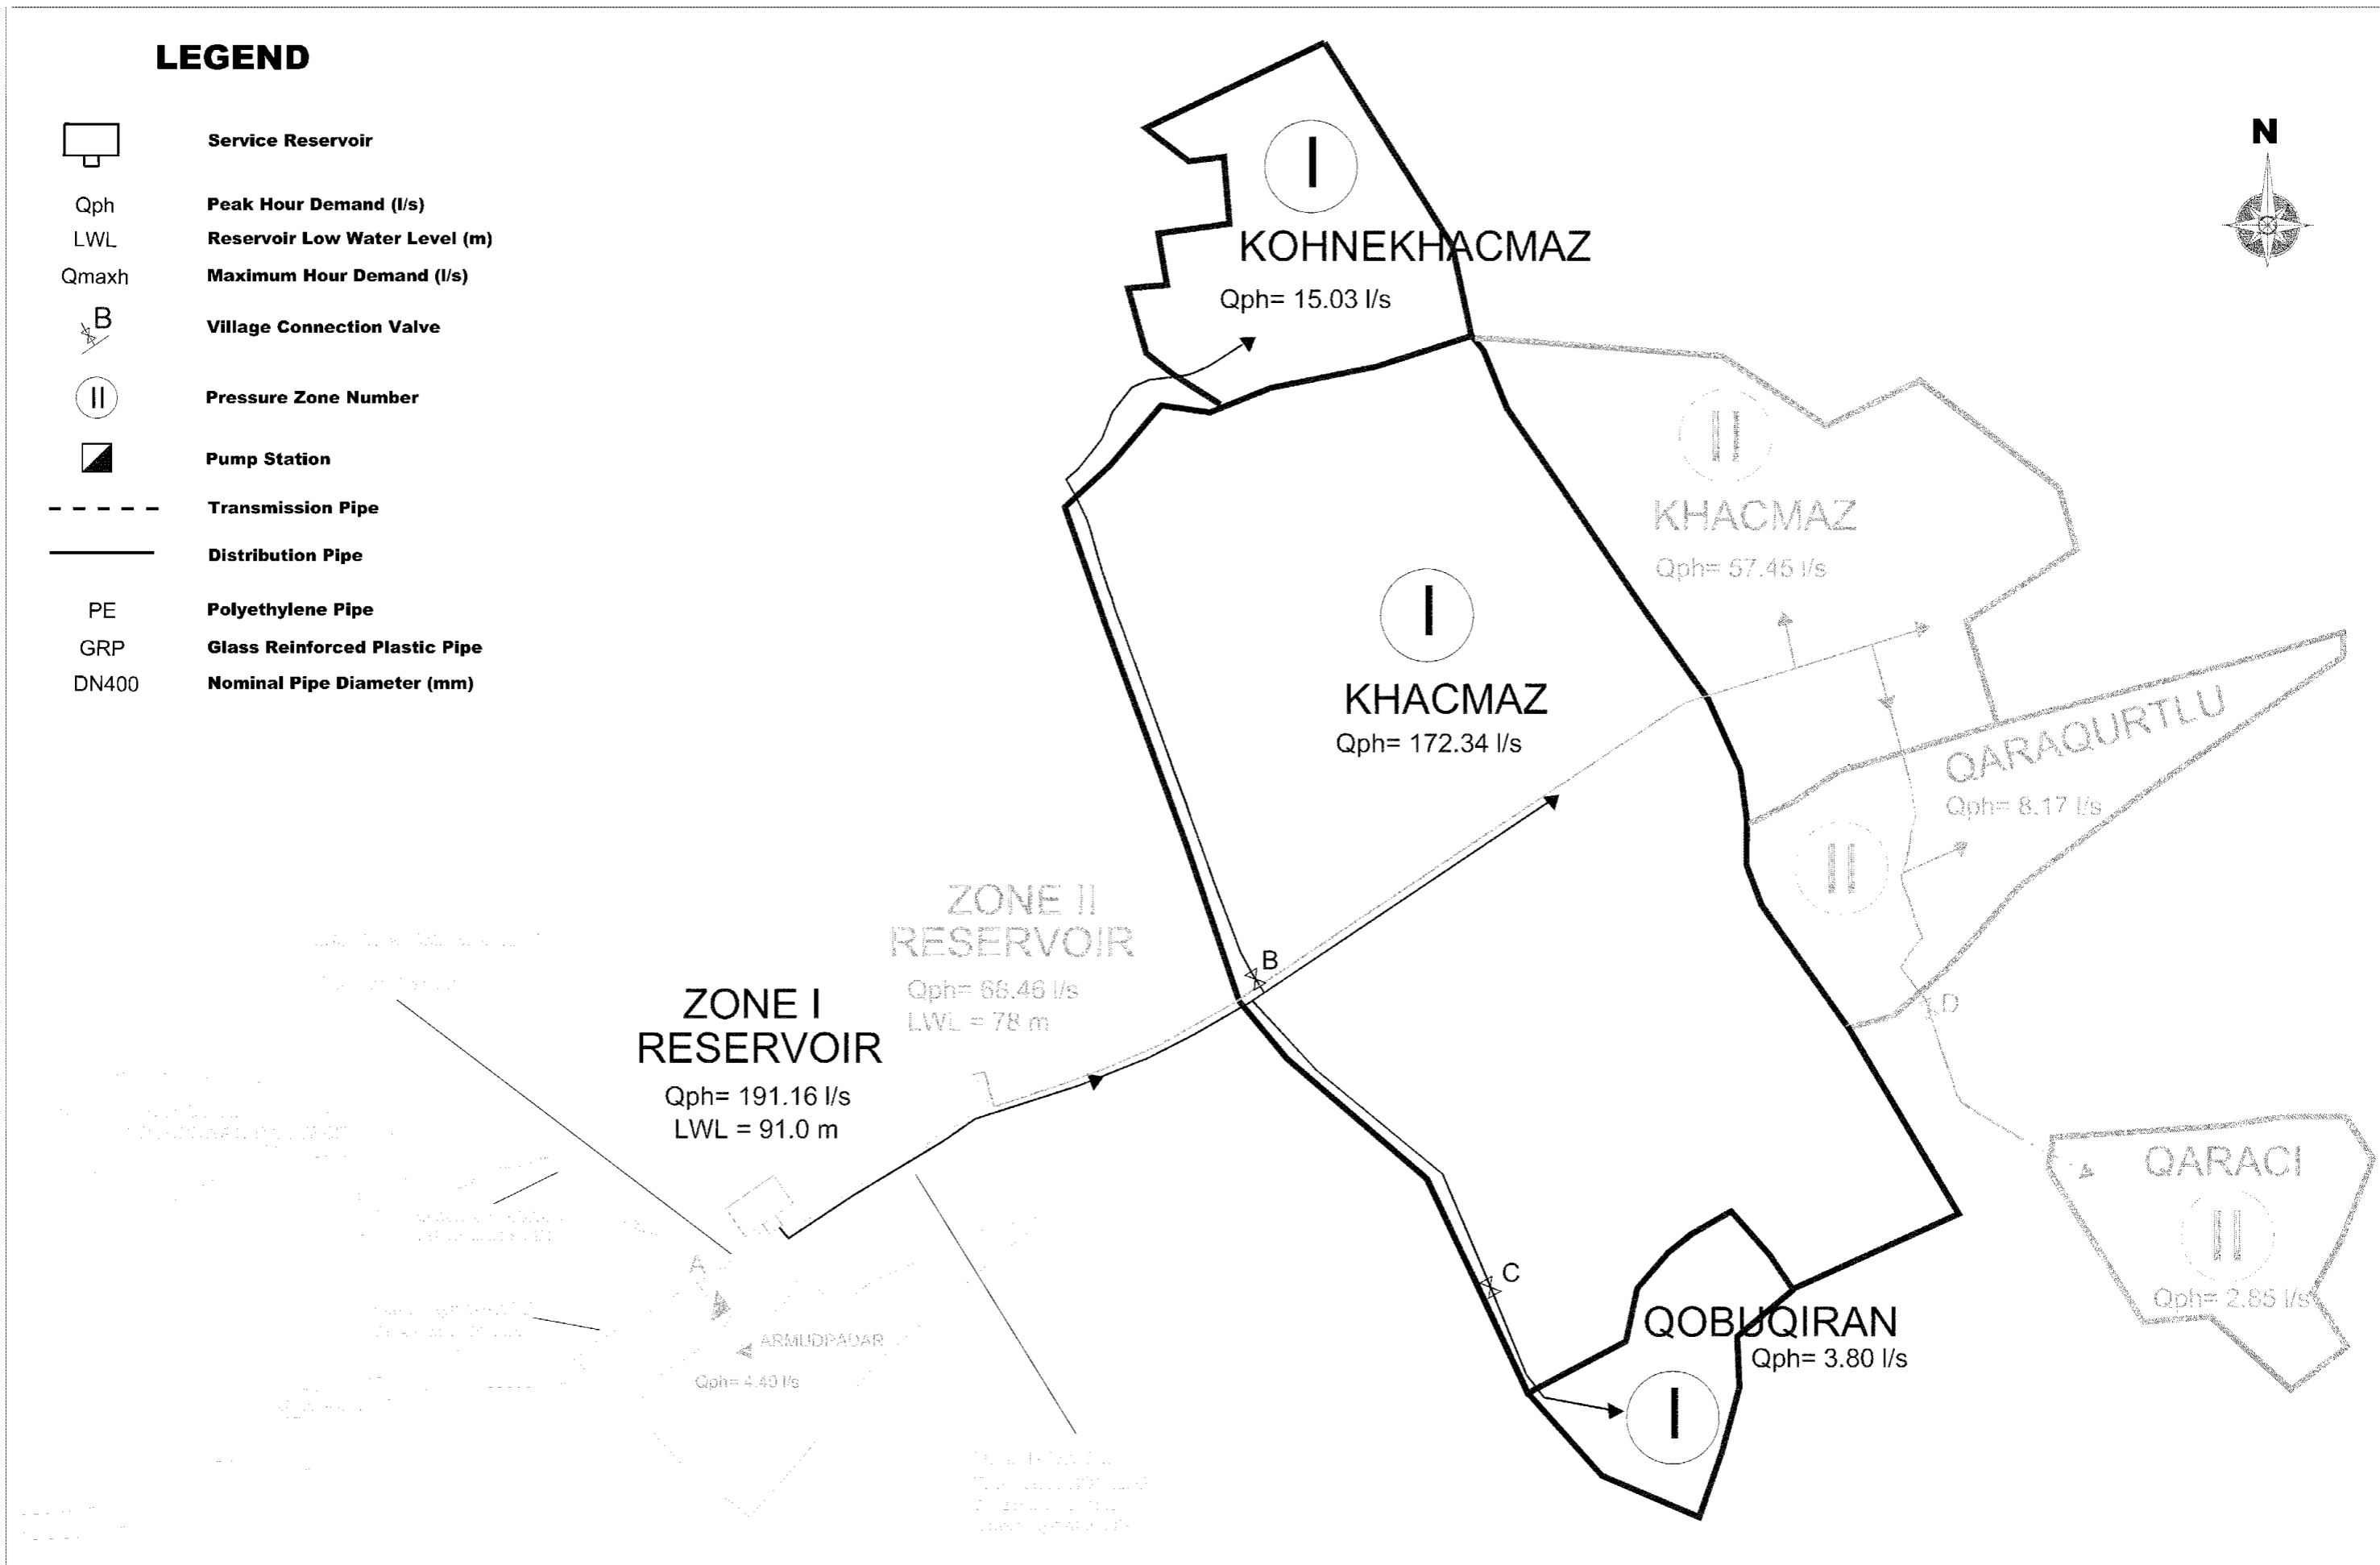 LEGEND
Service Reservoir
Qph Peak Hour Demand (l/s)
LWL Reservoir Low Water Level (m)
Qmaxh Maximum Hour Demand (l/s)
B Village Connection Valve
II Pressure Zone Number
Pump Station
Transmission Pipe
Distribution Pipe
PE Polyethylene Pipe
GRP Glass Reinforced Plastic Pipe
DN400 Nominal Pipe Diameter (mm)
N
I
KOHNEKHACMAZ
Qph= 15.03 l/s
II
KHACMAZ
Qph= 57.45 l/s
I
KHACMAZ
Qph= 172.34 l/s
QARAQURTLU
Qph= 8.17 l/s
II
ZONE II
RESERVOIR
Qph= 68.46 l/s
LWL = 78 m
B
D
ZONE I
RESERVOIR
Qph= 191.16 l/s
LWL = 91.0 m
QARACI
II
Qph= 2.85 l/s
A
C
QOBUQIRAN
Qph= 3.80 l/s
I
ARMUDPADAR
Qph= 4.40 l/s